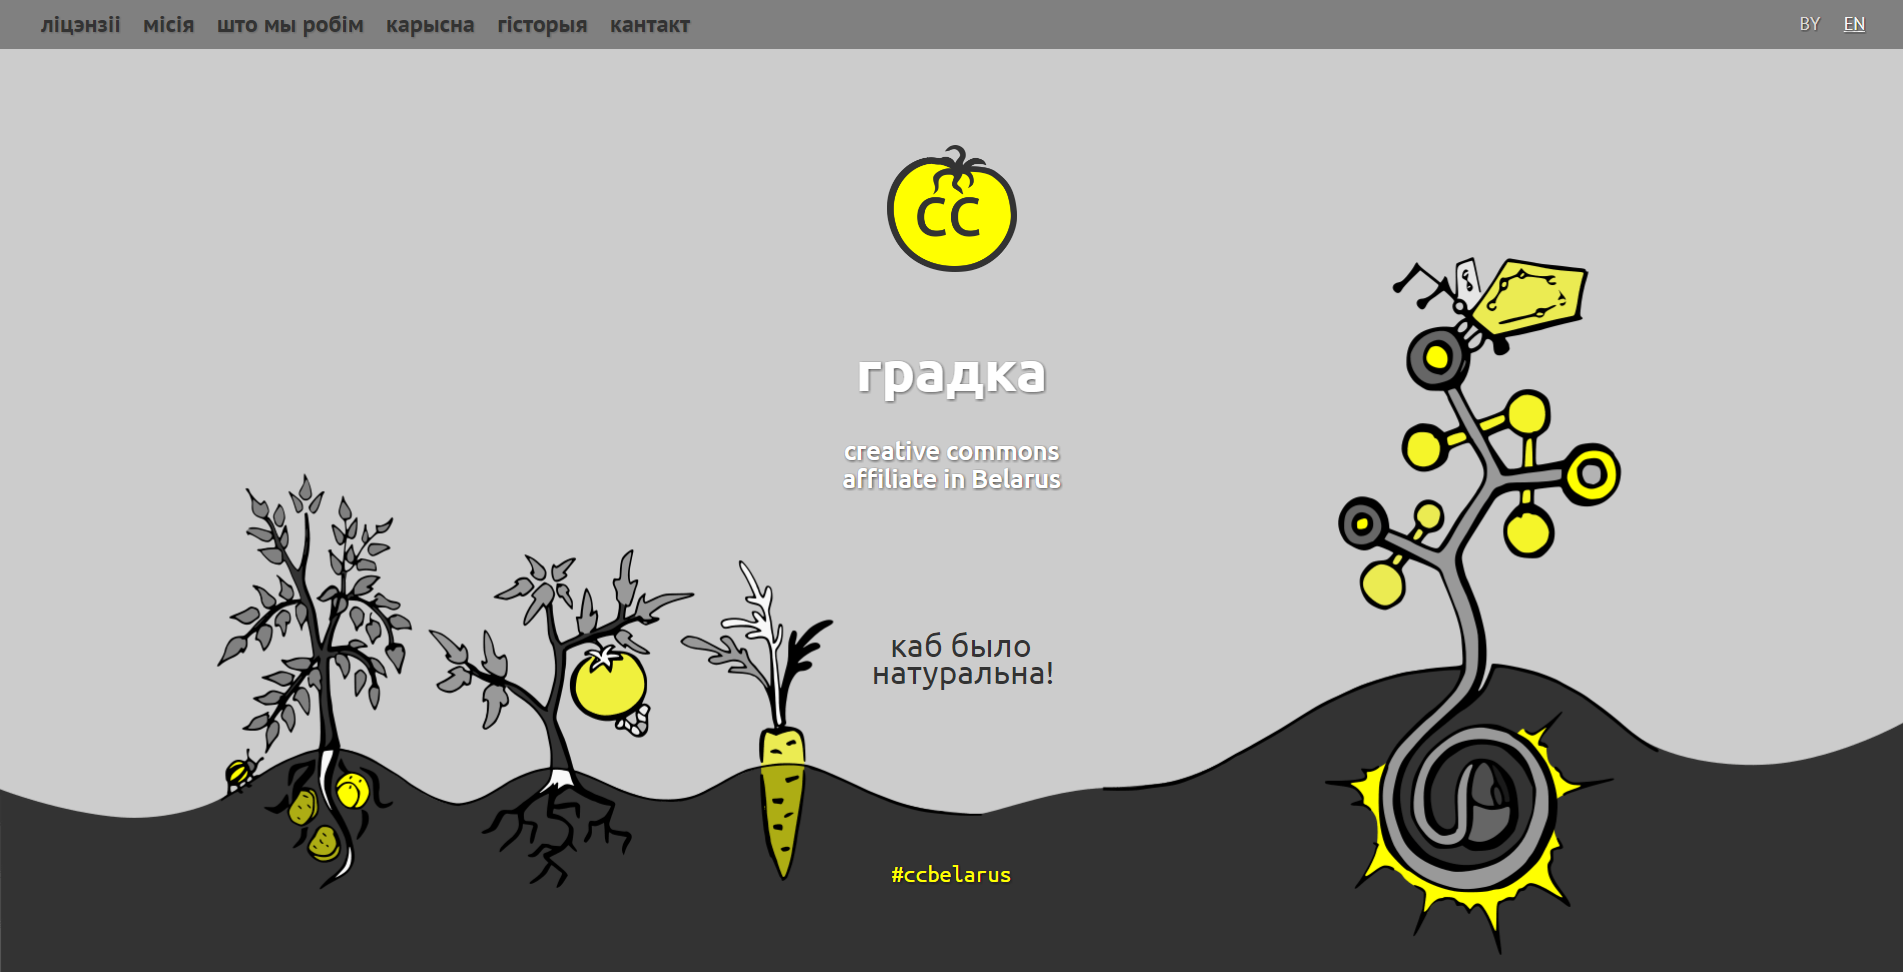 ліцэнзіі місія што мы робім карысна гісторыя кантакт BY EN
cc
градка
creative commons
affiliate in Belarus
каб было
натуральна!
#ccbelarus